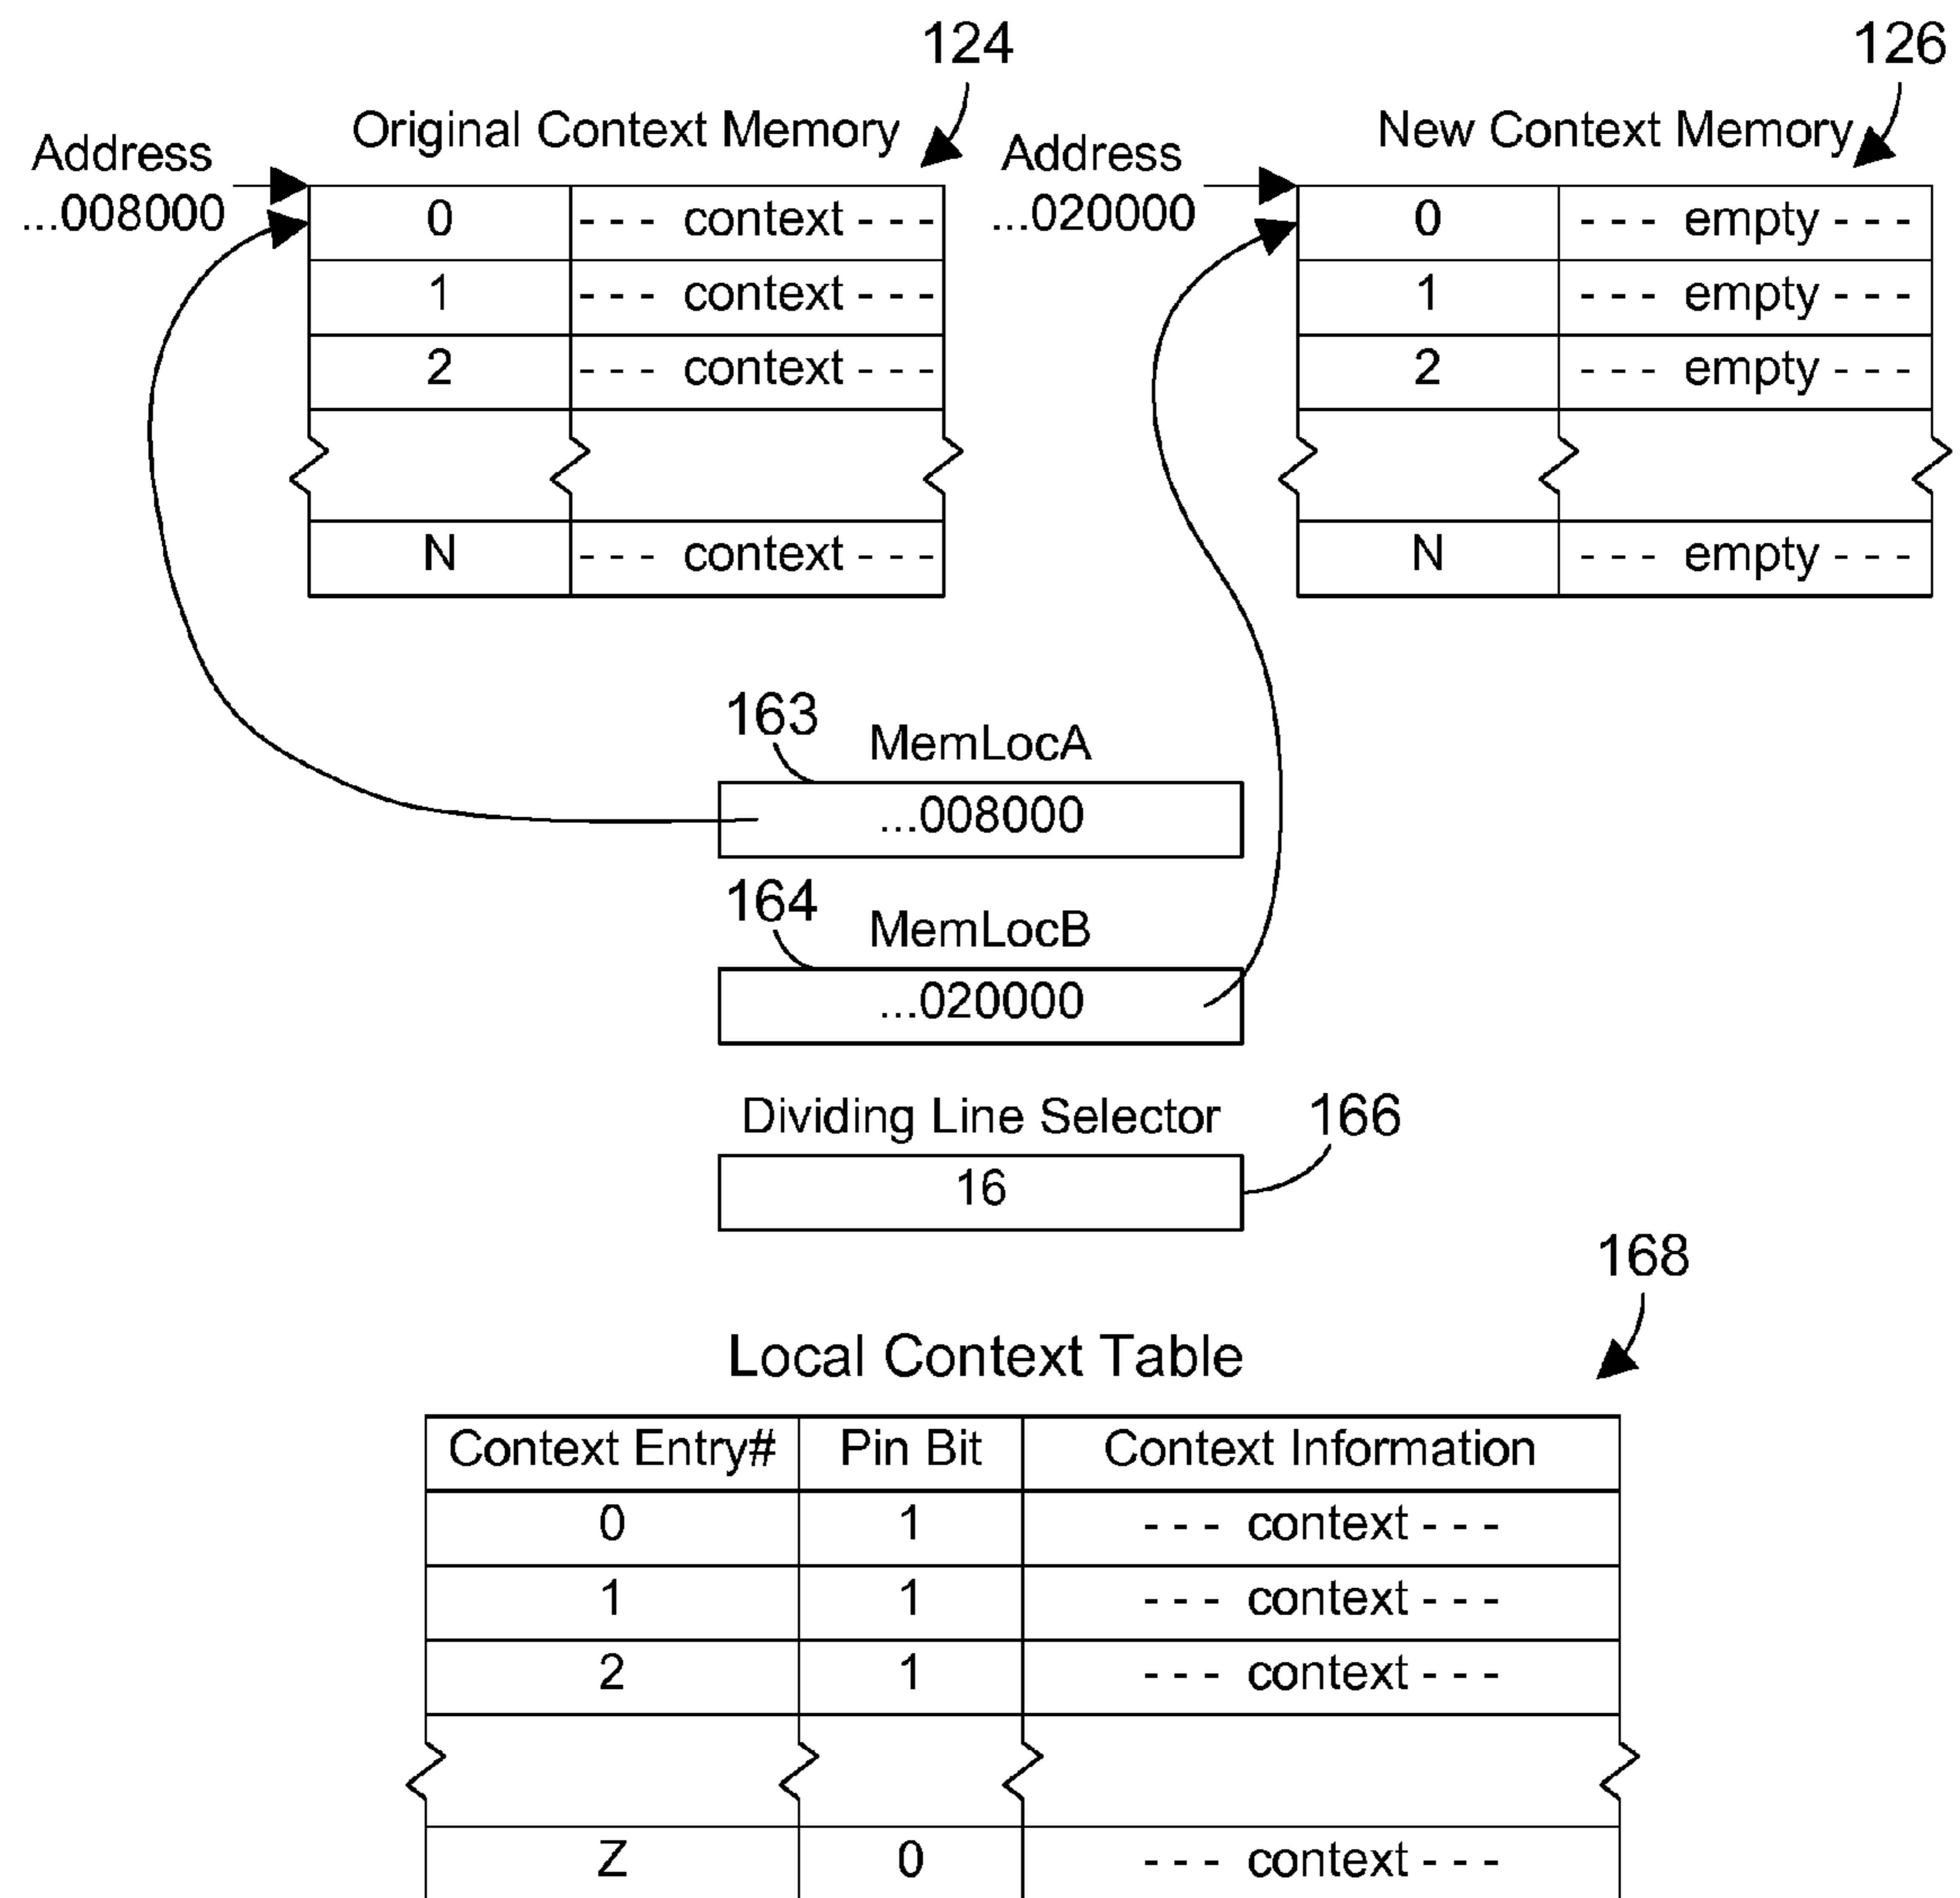 124
126
Original Context Memory
New Context Memory
Address
...008000
Address
...020000
0 - - - context - - -
1 - - - context - - -
2 - - - context - - -
N - - - context - - -
0 - - - empty - - -
1 - - - empty - - -
2 - - - empty - - -
N - - - empty - - -
163
MemLocA
...008000
164
MemLocB
...020000
Dividing Line Selector
166
16
168
Local Context Table
Context Entry# Pin Bit Context Information
0 1 - - - context - - -
1 1 - - - context - - -
2 1 - - - context - - -
Z 0 - - - context - - -